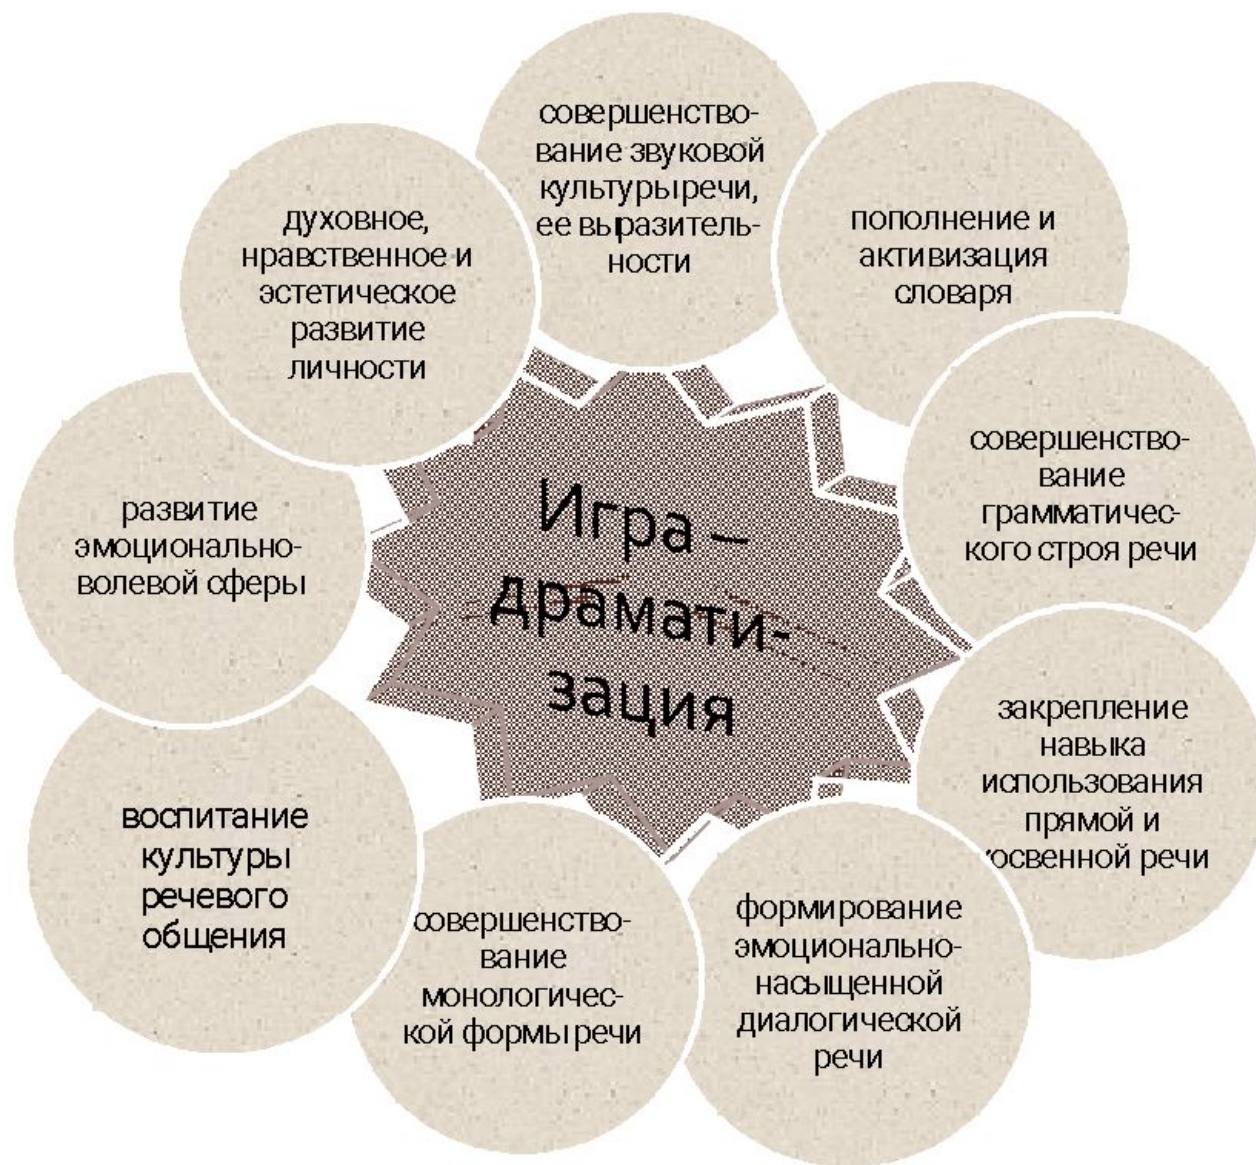 совершенство-
вание звуковой
культуры речи,
ее выразитель-
ности
пополнение и
активизация
словаря
совершенство-
вание
грамматичес-
кого строя речи
закрепление
навыка
использования
прямой и
косвенной речи
формирование
эмоционально-
насыщенной
диалогической
речи
совершенство-
вание
монологичес-
кой формы речи
воспитание
культуры
речевого
общения
развитие
эмоционально-
волевой сферы
духовное,
нравственное и
эстетическое
развитие
личности
Игра –
драмати-
зация